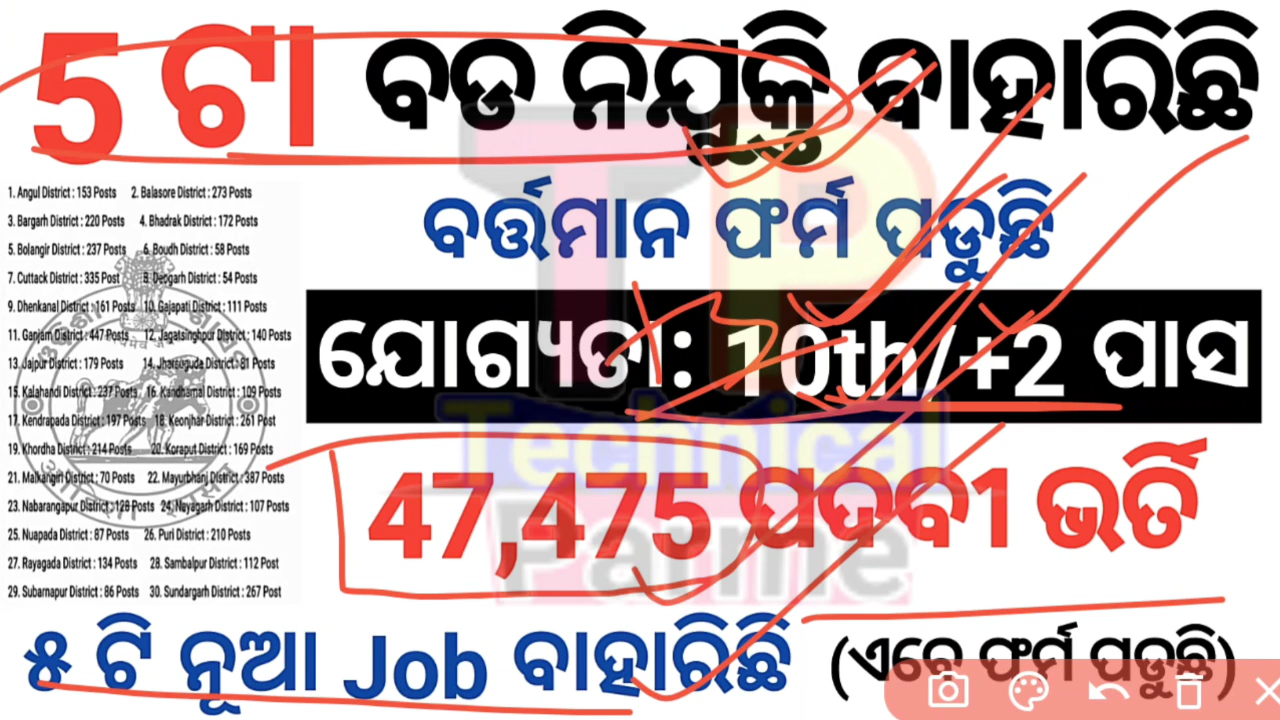 5 ଟା ବଡ ନିଯୁକ୍ତି ବାହାରିଛି
1. Angul District : 153 Posts 2. Balasore District : 273 Posts
3. Bargarh District : 220 Posts 4. Bhadrak District : 172 Posts
5. Bolangir District : 237 Posts 6. Boudh District : 58 Posts
7. Cuttack District : 335 Post 8. Deogarh District : 54 Posts
9. Dhenkanal District : 161 Posts 10. Gajapati District : 111 Posts
11. Ganjam District : 447 Posts 12. Jagatsinghpur District : 140 Posts
13. Jajpur District : 179 Posts 14. Jharsuguda District : 81 Posts
15. Kalahandi District : 237 Posts 16. Kandhamal District : 109 Posts
17. Kendrapada District : 197 Posts 18. Keonjhar District : 261 Post
19. Khordha District : 214 Posts 20. Koraput District : 169 Posts
21. Malkangiri District : 70 Posts 22. Mayurbhanj District : 387 Posts
23. Nabarangapur District : 128 Posts 24. Nayagarh District : 107 Posts
25. Nuapada District : 87 Posts 26. Puri District : 210 Posts
27. Rayagada District : 134 Posts 28. Sambalpur District : 112 Post
29. Subarnapur District : 86 Posts 30. Sundargarh District : 267 Post
ବର୍ତ୍ତମାନ ଫର୍ମ ପଡୁଛି
ଯୋଗ୍ୟତା: 10th/+2 ପାସ
47,475 ପଦବୀ ଭର୍ତି
TP
Technical
Parme
୫ ଟି ନୂଆ Job ବାହାରିଛି (ଏବେ ଫର୍ମ ପଡୁଛି)